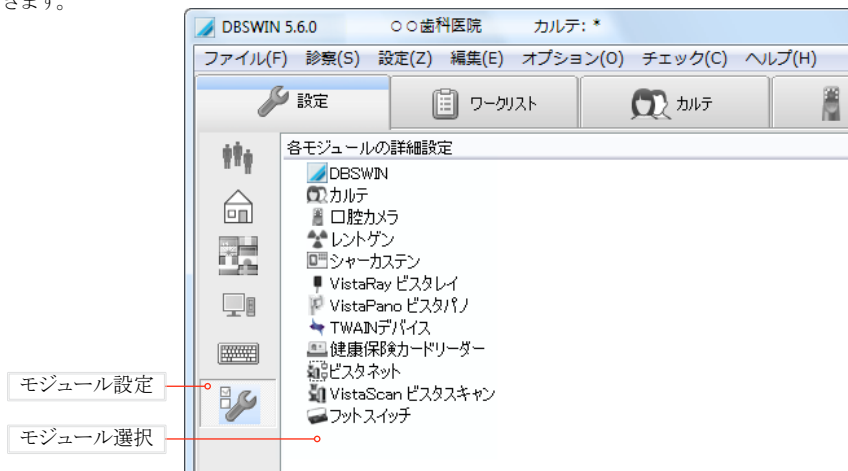 きます。
DBSWIN 5.6.0 ○○歯科医院 カルテ: *
ファイル(F) 診察(S) 設定(Z) 編集(E) オプション(O) チェック(C) ヘルプ(H)
設定 ワークリスト カルテ
各モジュールの詳細設定
DBSWIN
カルテ
口腔カメラ
レントゲン
シャーカステン
VistaRay ビスタレイ
VistaPano ビスタパノ
TWAINデバイス
健康保険カードリーダー
ビスタネット
VistaScan ビスタスキャン
フットスイッチ
モジュール設定
モジュール選択